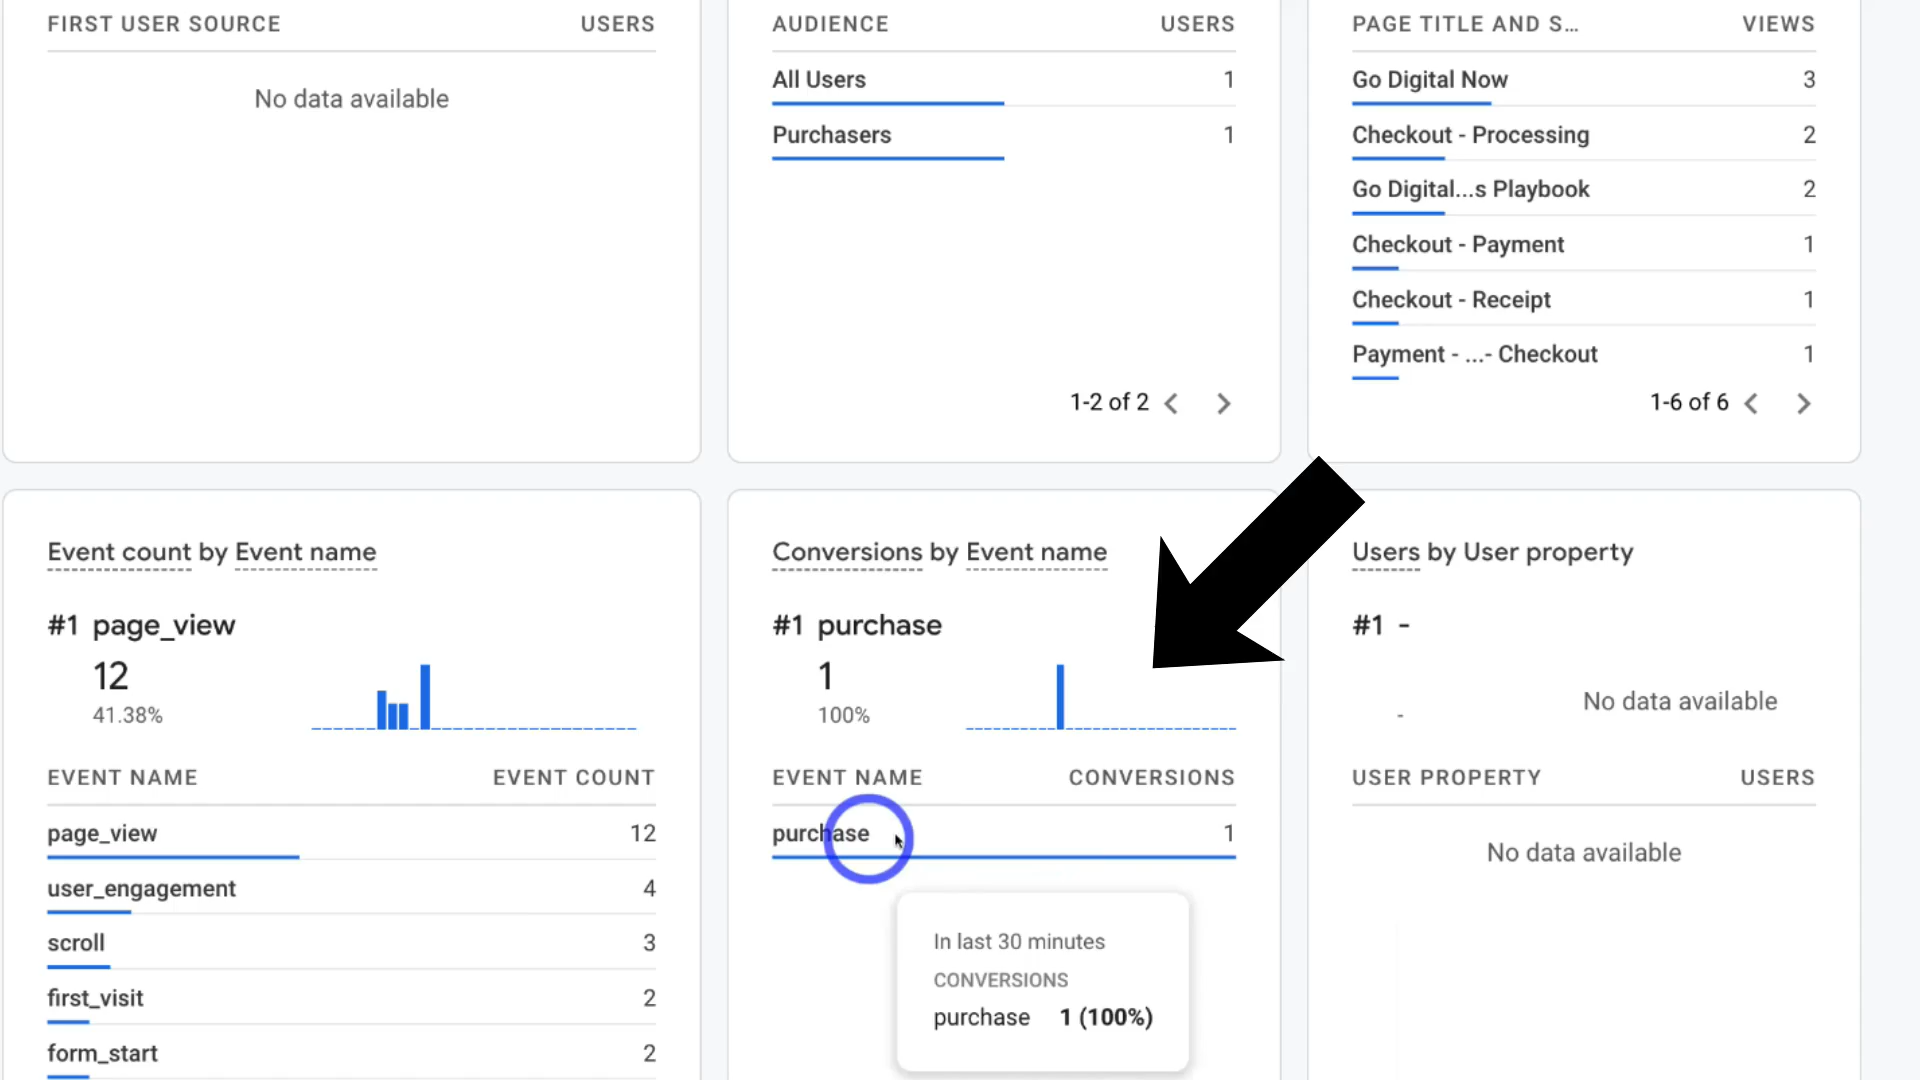 FIRST USER SOURCE USERS
No data available
AUDIENCE USERS
All Users 1
Purchasers 1
1-2 of 2
PAGE TITLE AND S... VIEWS
Go Digital Now 3
Checkout - Processing 2
Go Digital...s Playbook 2
Checkout - Payment 1
Checkout - Receipt 1
Payment - ...- Checkout 1
1-6 of 6
Event count by Event name
#1 page_view
12
41.38%
EVENT NAME EVENT COUNT
page_view 12
user_engagement 4
scroll 3
first_visit 2
form_start 2
Conversions by Event name
#1 purchase
1
100%
EVENT NAME CONVERSIONS
purchase 1
In last 30 minutes
CONVERSIONS
purchase 1 (100%)
Users by User property
#1 -
-
No data available
USER PROPERTY USERS
No data available